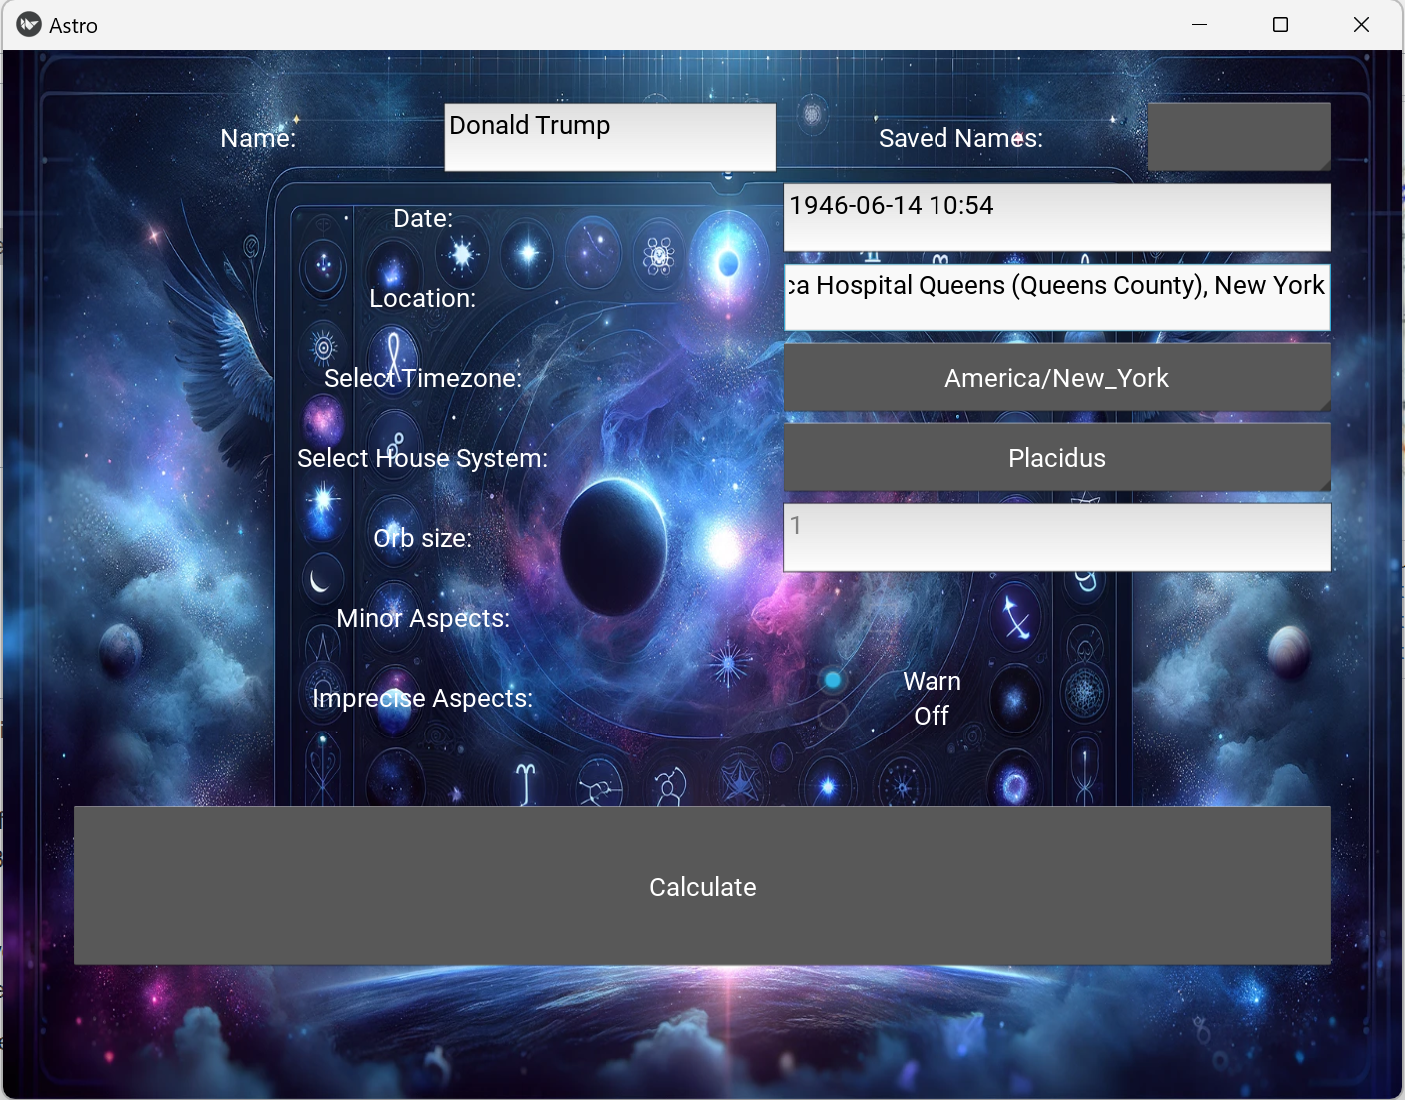 Astro
Name:
Donald Trump
Saved Names:
Date:
1946-06-14 10:54
Location:
Hospital Queens (Queens County), New York
Select Timezone:
America/New_York
Select House System:
Placidus
Orb size:
1
Minor Aspects:
Imprecise Aspects:
Warn
Off
Calculate